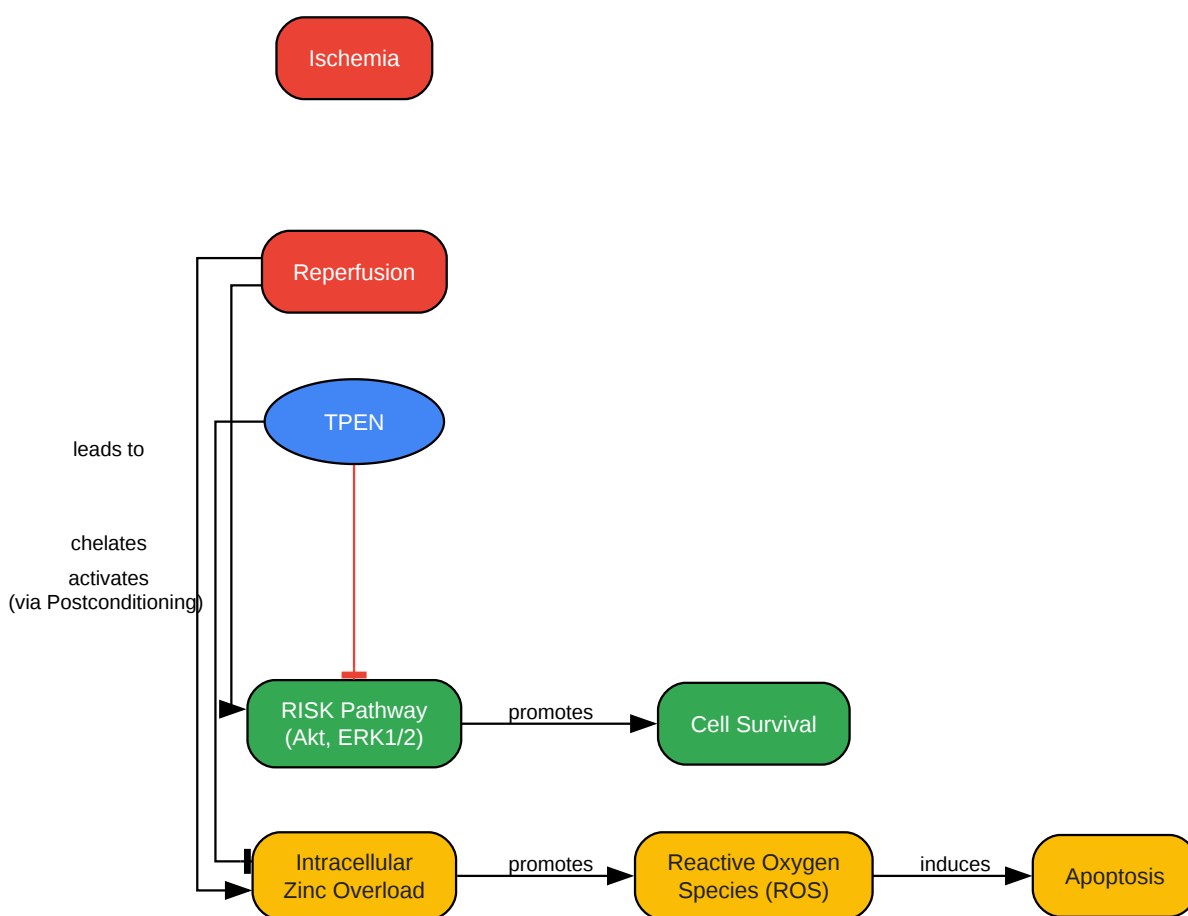 Ischemia
Reperfusion
TPEN
leads to
chelates
activates
(via Postconditioning)
RISK Pathway
(Akt, ERK1/2)
promotes
Cell Survival
Intracellular
Zinc Overload
promotes
Reactive Oxygen
Species (ROS)
induces
Apoptosis